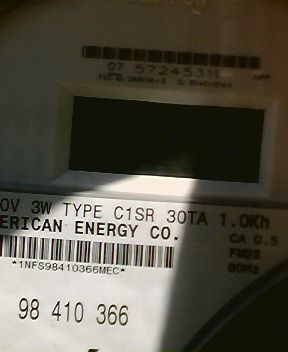 07 57245311
0V 3W TYPE C1SR 30TA 1.0Kh
ERICAN ENERGY CO.
CA 0.5
FM2S
60Hz
*1NFS98410366MEC*
98 410 366